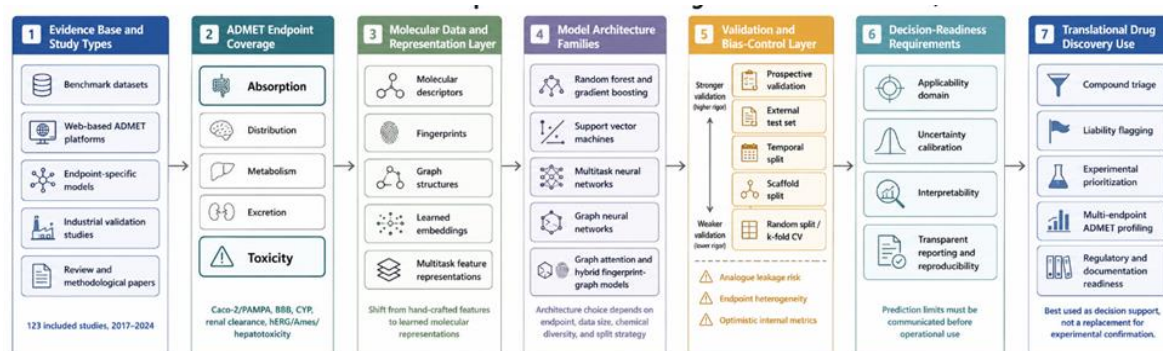 1 Evidence Base and
Study Types
Benchmark datasets
Web-based ADMET
platforms
Endpoint-specific
models
Industrial validation
studies
Review and
methodological papers
123 included studies, 2017–2024
2 ADMET Endpoint
Coverage
Absorption
Distribution
Metabolism
Excretion
Toxicity
Caco-2/PAMPA, BBB, CYP,
renal clearance, hERG/Ames/
hepatotoxicity
3 Molecular Data and
Representation Layer
Molecular
descriptors
Fingerprints
Graph
structures
Learned
embeddings
Multitask feature
representations
Shift from hand-crafted features
to learned molecular
representations
4 Model Architecture
Families
Random forest and
gradient boosting
Support vector
machines
Multitask neural
networks
Graph neural
networks
Graph attention and
hybrid fingerprint-
graph models
Architecture choice depends on
endpoint, data size, chemical
diversity, and split strategy
5 Validation and
Bias-Control Layer
Stronger
validation
(higher rigor)
Weaker
validation
(lower rigor)
Prospective
validation
External
test set
Temporal
split
Scaffold
split
Random split /
k-fold CV
Analogue leakage risk
Endpoint heterogeneity
Optimistic internal metrics
6 Decision-Readiness
Requirements
Applicability
domain
Uncertainty
calibration
Interpretability
Transparent
reporting and
reproducibility
Prediction limits must be
communicated before
operational use
7 Translational Drug
Discovery Use
Compound triage
Liability flagging
Experimental
prioritization
Multi-endpoint
ADMET profiling
Regulatory and
documentation
readiness
Best used as decision support,
not a replacement for
experimental confirmation.